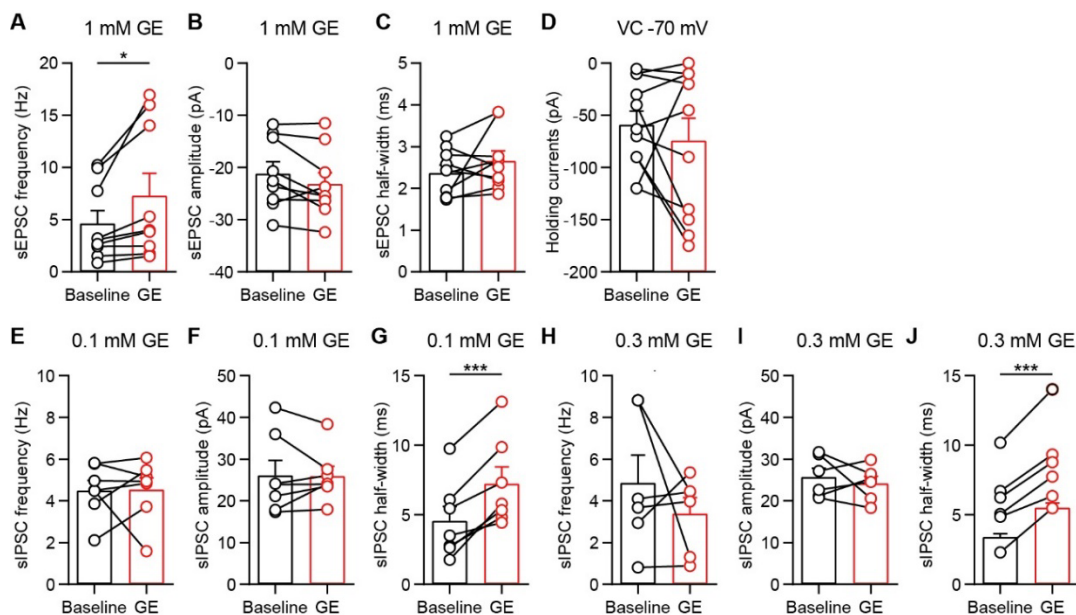 A 1 mM GE
sEPSC frequency (Hz)
20
15
10
5
0
*
Baseline GE
B 1 mM GE
sEPSC amplitude (pA)
0
-10
-20
-30
-40
Baseline GE
C 1 mM GE
sEPSC half-width (ms)
5
4
3
2
1
0
Baseline GE
D VC -70 mV
Holding currents (pA)
0
-50
-100
-150
-200
Baseline GE
E 0.1 mM GE
sIPSC frequency (Hz)
10
8
6
4
2
0
Baseline GE
F 0.1 mM GE
sIPSC amplitude (pA)
50
40
30
20
10
0
Baseline GE
G 0.1 mM GE
sIPSC half-width (ms)
15
10
5
0
***
Baseline GE
H 0.3 mM GE
sIPSC frequency (Hz)
10
8
6
4
2
0
Baseline GE
I 0.3 mM GE
sIPSC amplitude (pA)
50
40
30
20
10
0
Baseline GE
J 0.3 mM GE
sIPSC half-width (ms)
15
10
5
0
***
Baseline GE